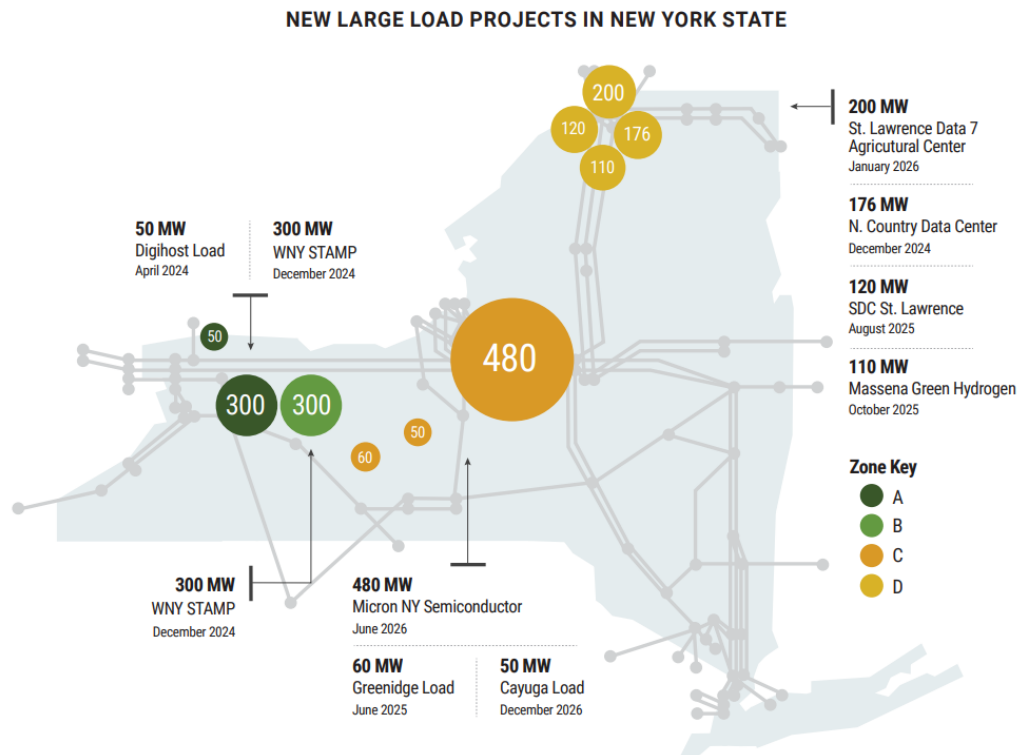 NEW LARGE LOAD PROJECTS IN NEW YORK STATE
200
120
176
110
200 MW
St. Lawrence Data 7
Agricutural Center
January 2026
176 MW
N. Country Data Center
December 2024
120 MW
SDC St. Lawrence
August 2025
110 MW
Massena Green Hydrogen
October 2025
50 MW
Digihost Load
April 2024
300 MW
WNY STAMP
December 2024
50
480
300
300
50
60
Zone Key
A
B
C
D
300 MW
WNY STAMP
December 2024
480 MW
Micron NY Semiconductor
June 2026
60 MW
Greenidge Load
June 2025
50 MW
Cayuga Load
December 2026